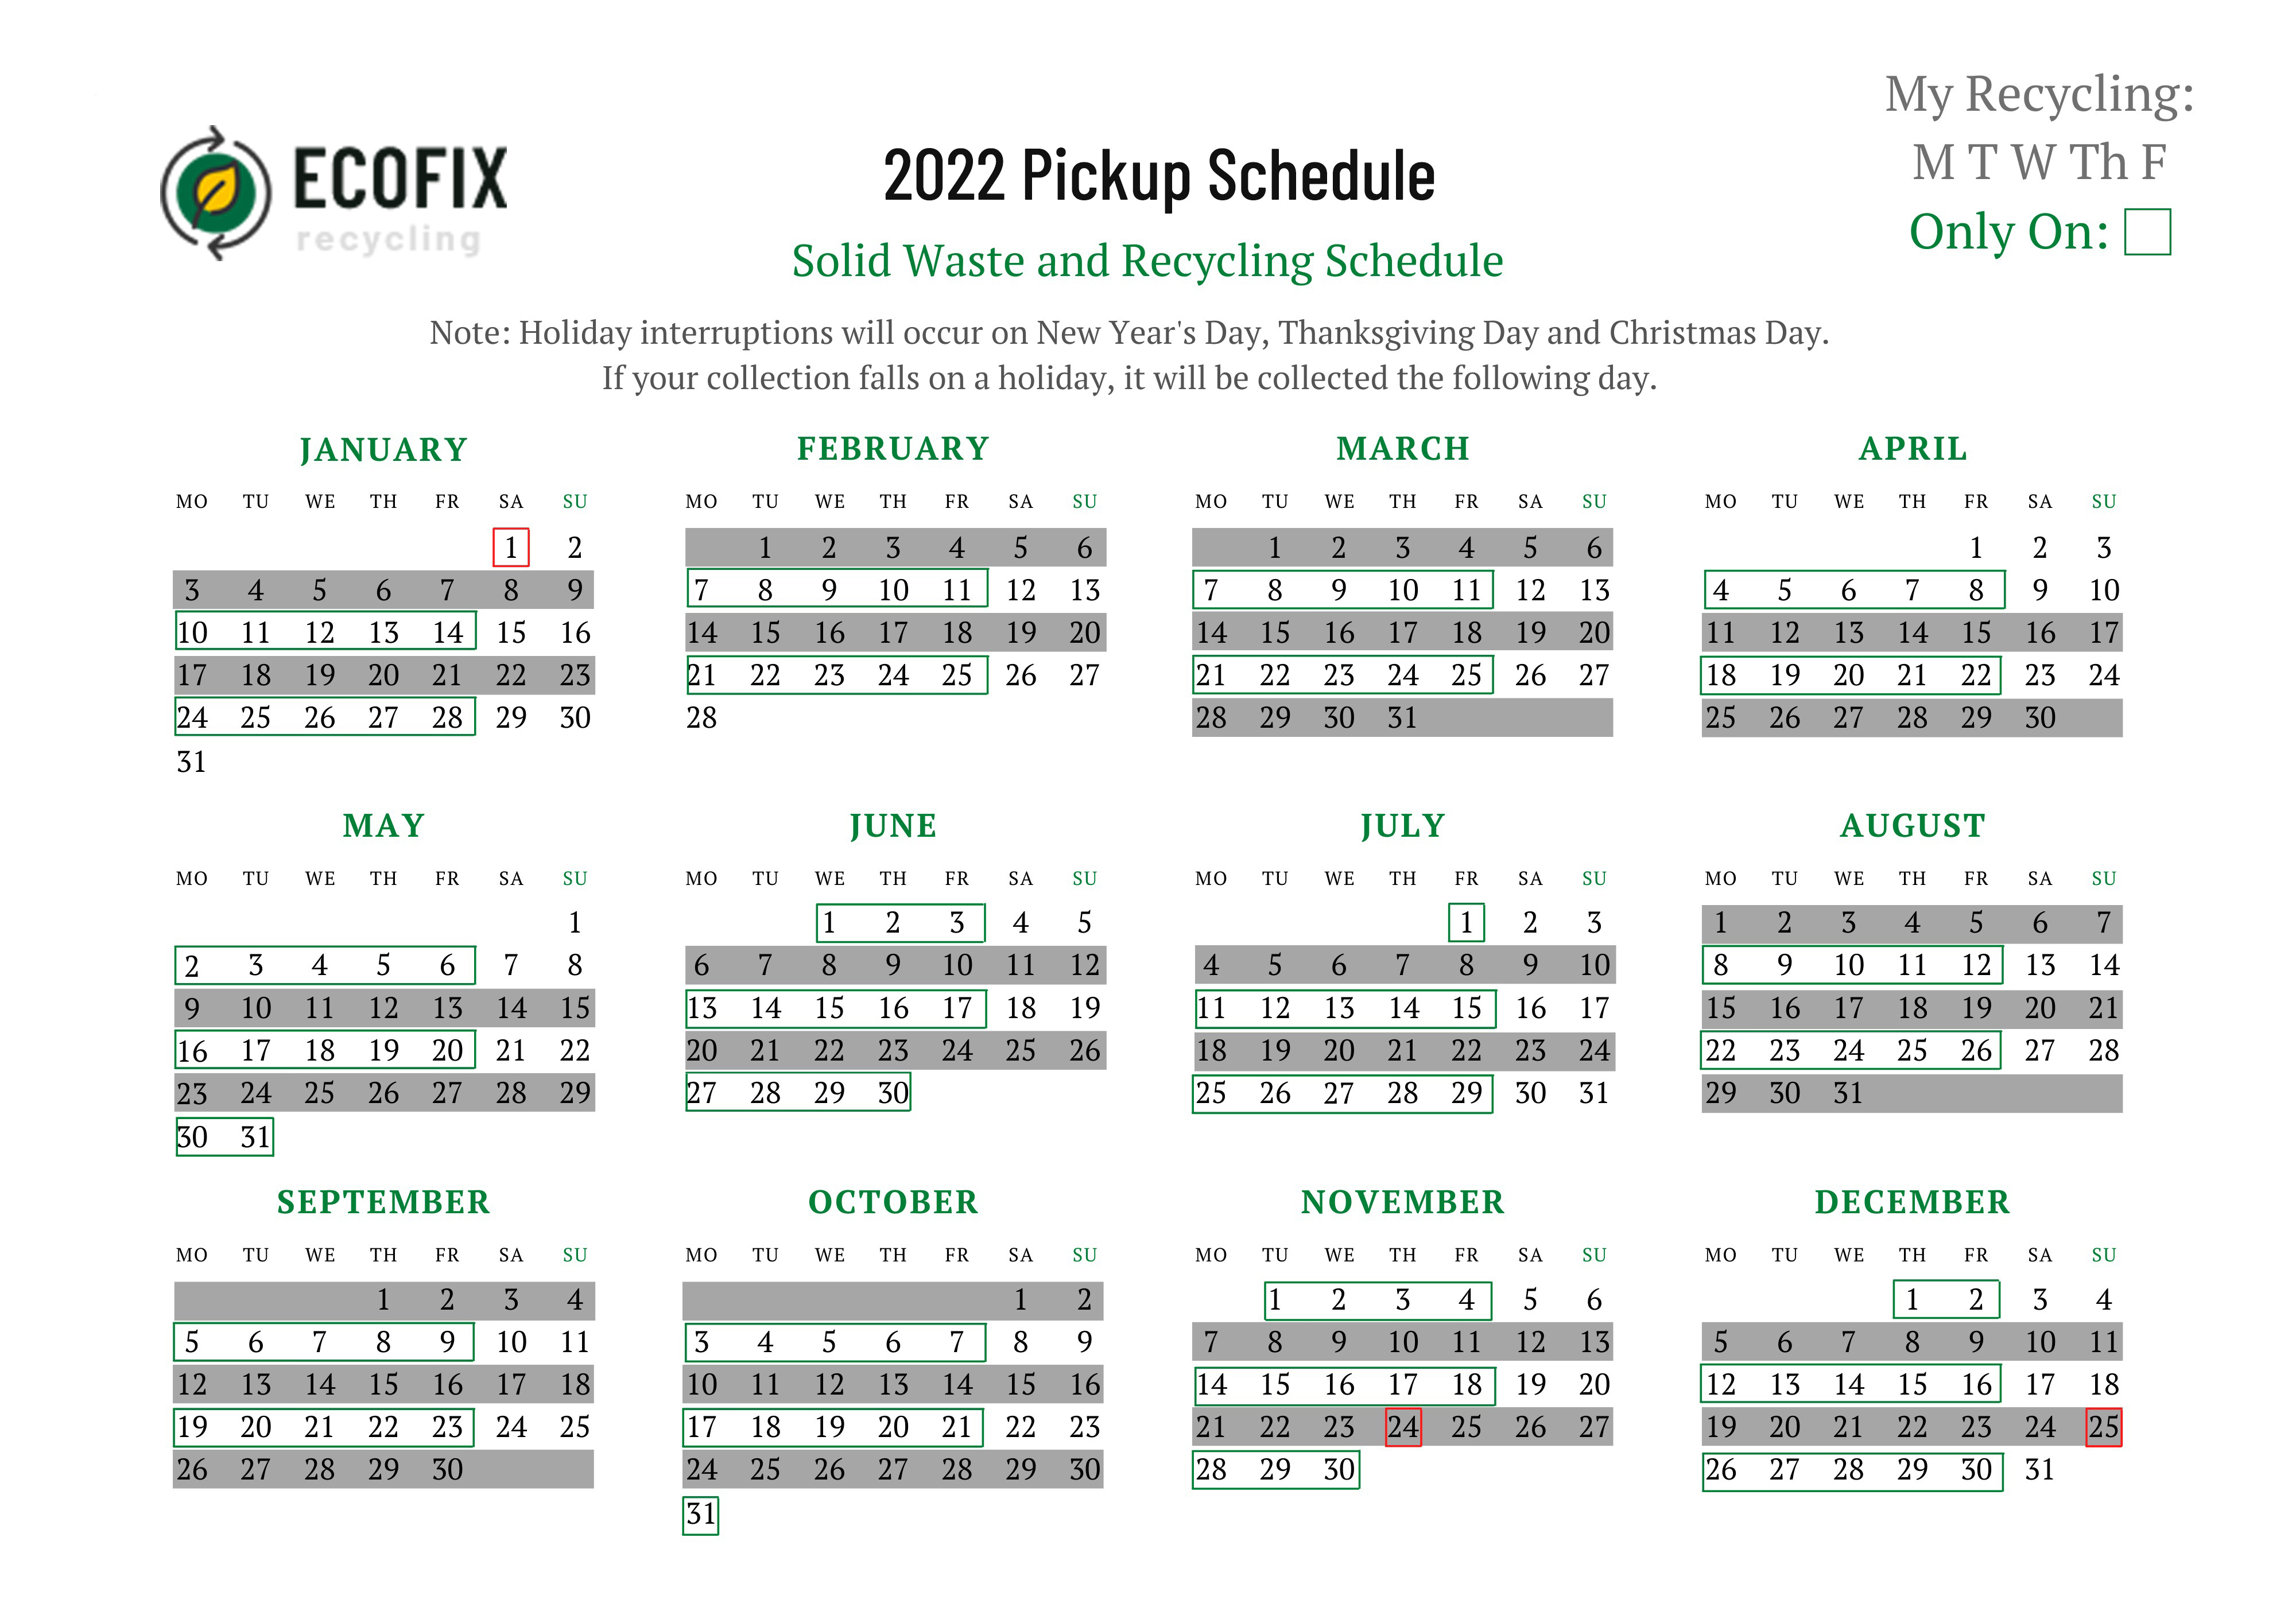 My Recycling:
M T W Th F
Only On:
ECOFIX
recycling
2022 Pickup Schedule
Solid Waste and Recycling Schedule
Note: Holiday interruptions will occur on New Year's Day, Thanksgiving Day and Christmas Day.
If your collection falls on a holiday, it will be collected the following day.
JANUARY
MO TU WE TH FR SA SU
1 2
3 4 5 6 7 8 9
10 11 12 13 14 15 16
17 18 19 20 21 22 23
24 25 26 27 28 29 30
31
FEBRUARY
MO TU WE TH FR SA SU
1 2 3 4 5 6
7 8 9 10 11 12 13
14 15 16 17 18 19 20
21 22 23 24 25 26 27
28
MARCH
MO TU WE TH FR SA SU
1 2 3 4 5 6
7 8 9 10 11 12 13
14 15 16 17 18 19 20
21 22 23 24 25 26 27
28 29 30 31
APRIL
MO TU WE TH FR SA SU
1 2 3
4 5 6 7 8 9 10
11 12 13 14 15 16 17
18 19 20 21 22 23 24
25 26 27 28 29 30
MAY
MO TU WE TH FR SA SU
1
2 3 4 5 6 7 8
9 10 11 12 13 14 15
16 17 18 19 20 21 22
23 24 25 26 27 28 29
30 31
JUNE
MO TU WE TH FR SA SU
1 2 3 4 5
6 7 8 9 10 11 12
13 14 15 16 17 18 19
20 21 22 23 24 25 26
27 28 29 30
JULY
MO TU WE TH FR SA SU
1 2 3
4 5 6 7 8 9 10
11 12 13 14 15 16 17
18 19 20 21 22 23 24
25 26 27 28 29 30 31
AUGUST
MO TU WE TH FR SA SU
1 2 3 4 5 6 7
8 9 10 11 12 13 14
15 16 17 18 19 20 21
22 23 24 25 26 27 28
29 30 31
SEPTEMBER
MO TU WE TH FR SA SU
1 2 3 4
5 6 7 8 9 10 11
12 13 14 15 16 17 18
19 20 21 22 23 24 25
26 27 28 29 30
OCTOBER
MO TU WE TH FR SA SU
1 2
3 4 5 6 7 8 9
10 11 12 13 14 15 16
17 18 19 20 21 22 23
24 25 26 27 28 29 30
31
NOVEMBER
MO TU WE TH FR SA SU
1 2 3 4 5 6
7 8 9 10 11 12 13
14 15 16 17 18 19 20
21 22 23 24 25 26 27
28 29 30
DECEMBER
MO TU WE TH FR SA SU
1 2 3 4
5 6 7 8 9 10 11
12 13 14 15 16 17 18
19 20 21 22 23 24 25
26 27 28 29 30 31